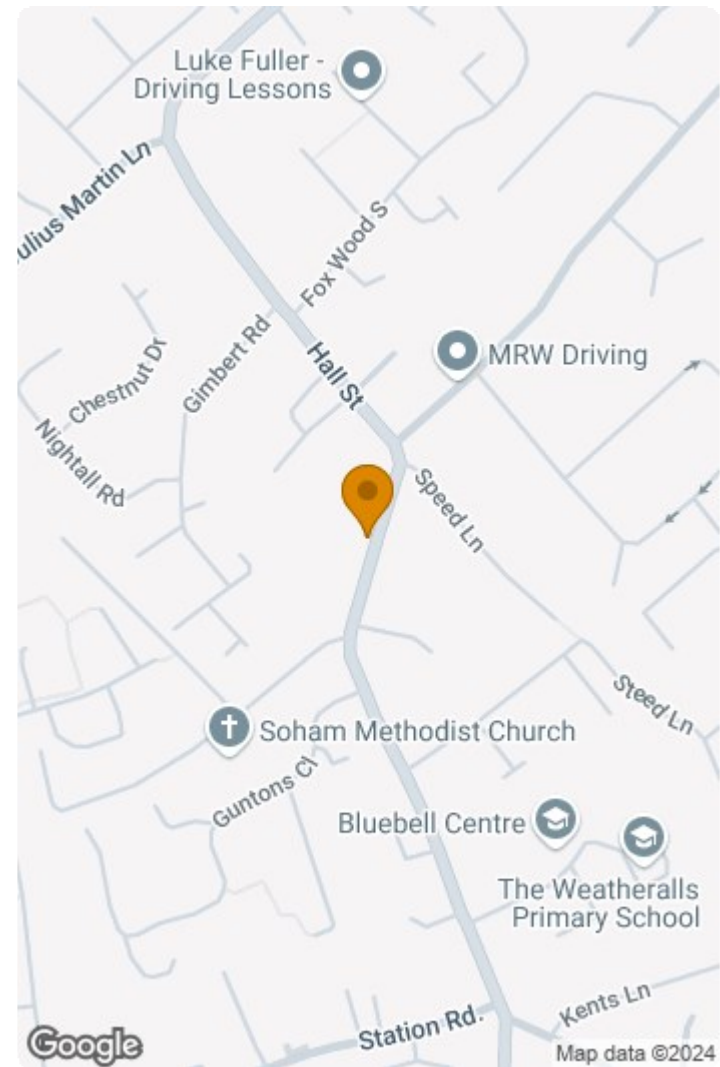 Luke Fuller -
Driving Lessons
ulius Martin Ln
Fox Wood S
Chestnut Dr
Gimbert Rd
Hall St
MRW Driving
Nightall Rd
Speed Ln
Steed Ln
Soham Methodist Church
Guntons Cl
Bluebell Centre
The Weatheralls
Primary School
Kents Ln
Station Rd.
Google
Map data ©2024